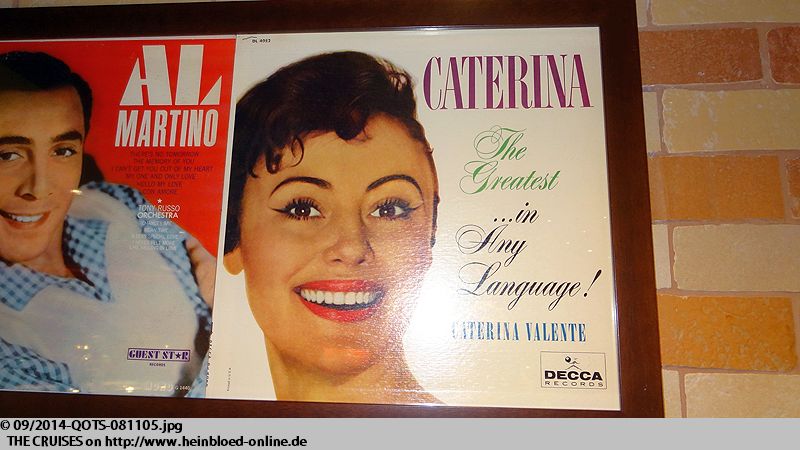 AL
MARTINO
THERE'S NO TOMORROW
THE MEMORY OF YOU
I CAN'T GET YOU OUT OF MY HEART
MY ONE AND ONLY LOVE
HELLO MY LOVE
CON AMORE
TONY RUSSO
ORCHESTRA
GUEST STAR
RECORDS
DL 4052
CATERINA
The
Greatest
...in
Any
Language!
CATERINA VALENTE
DECCA
RECORDS
© 09/2014-QOTS-081105.jpg
THE CRUISES on http://www.heinbloed-online.de